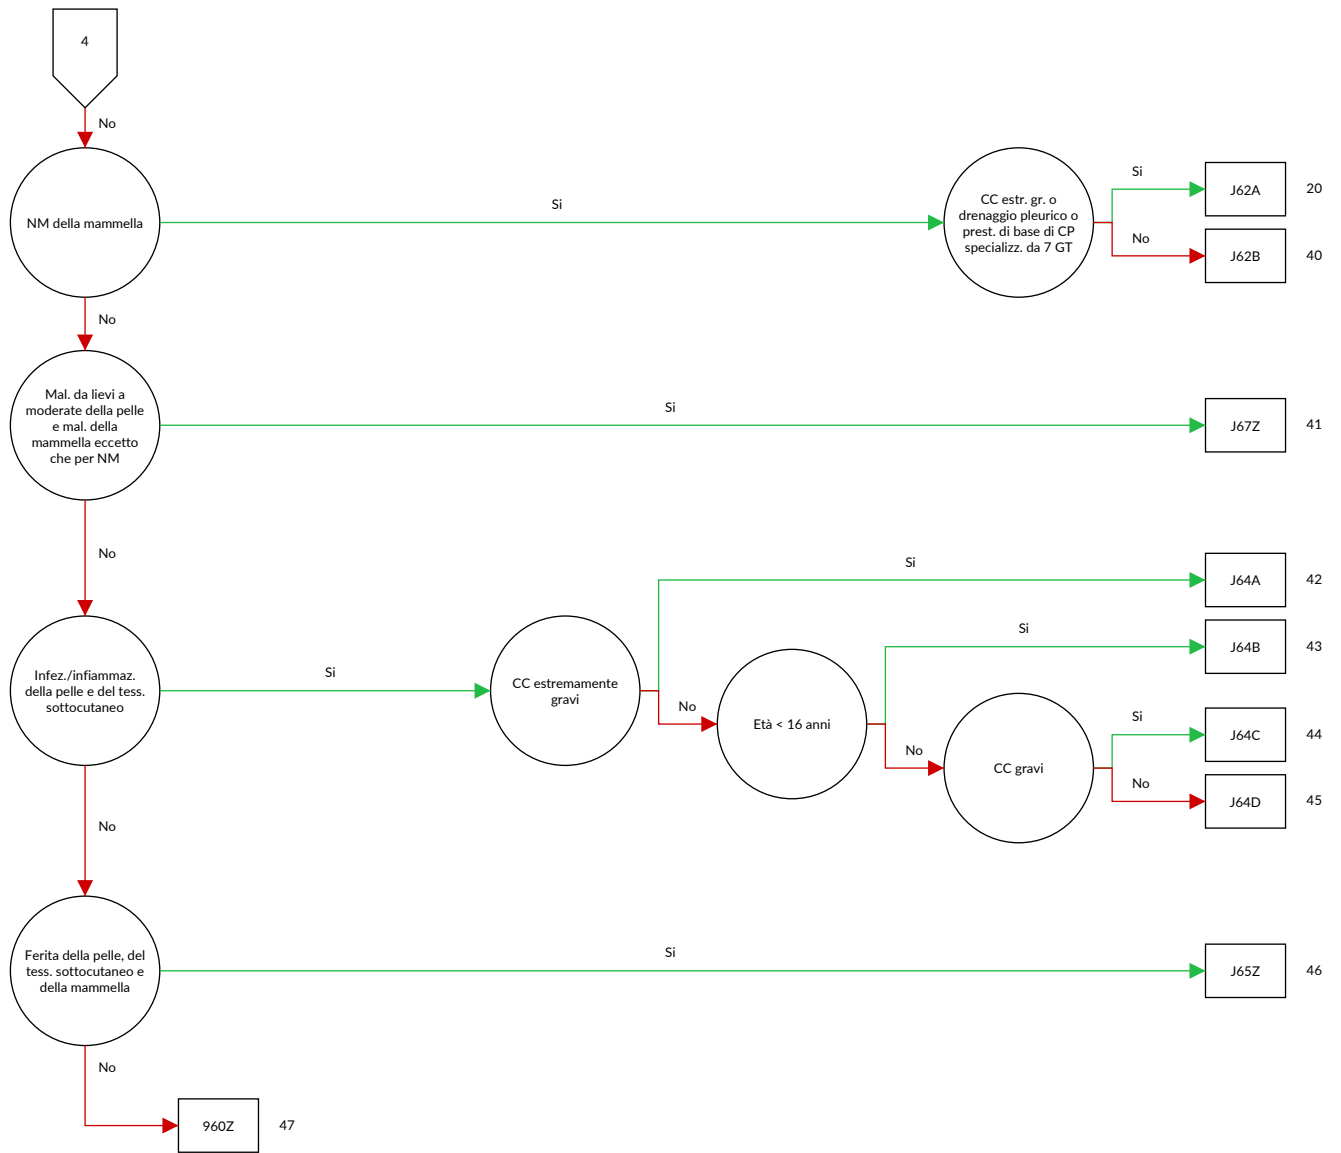 4
No
NM della mammella
Si
CC estr. gr. o
drenaggio pleurico o
prest. di base di CP
specializz. da 7 GT
Si
J62A
20
No
J62B
40
No
Mal. da lievi a
moderate della pelle
e mal. della
mammella eccetto
che per NM
Si
J67Z
41
No
Infez./infiammaz.
della pelle e del tess.
sottocutaneo
Si
CC estremamente
gravi
Si
J64A
42
No
Età < 16 anni
Si
J64B
43
No
CC gravi
Si
J64C
44
No
J64D
45
No
Ferita della pelle, del
tess. sottocutaneo e
della mammella
Si
J65Z
46
No
960Z
47